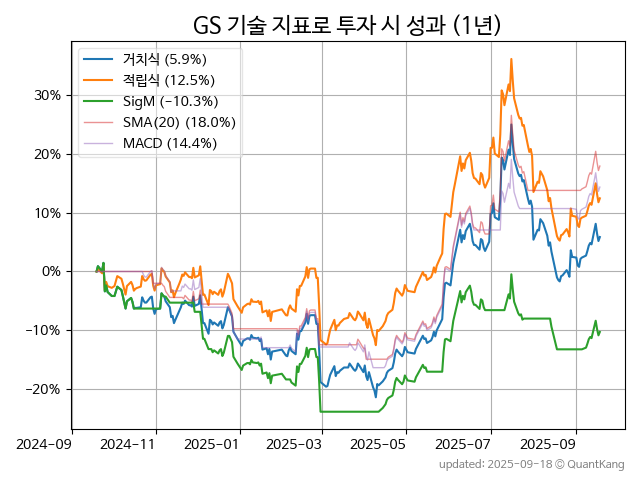 GS 기술 지표로 투자 시 성과 (1년)
거치식 (5.9%)
적립식 (12.5%)
SigM (−10.3%)
SMA(20) (18.0%)
MACD (14.4%)
30%
20%
10%
0%
−10%
−20%
2024-09 2024-11 2025-01 2025-03 2025-05 2025-07 2025-09
updated: 2025-09-18 ⓒ QuantKang